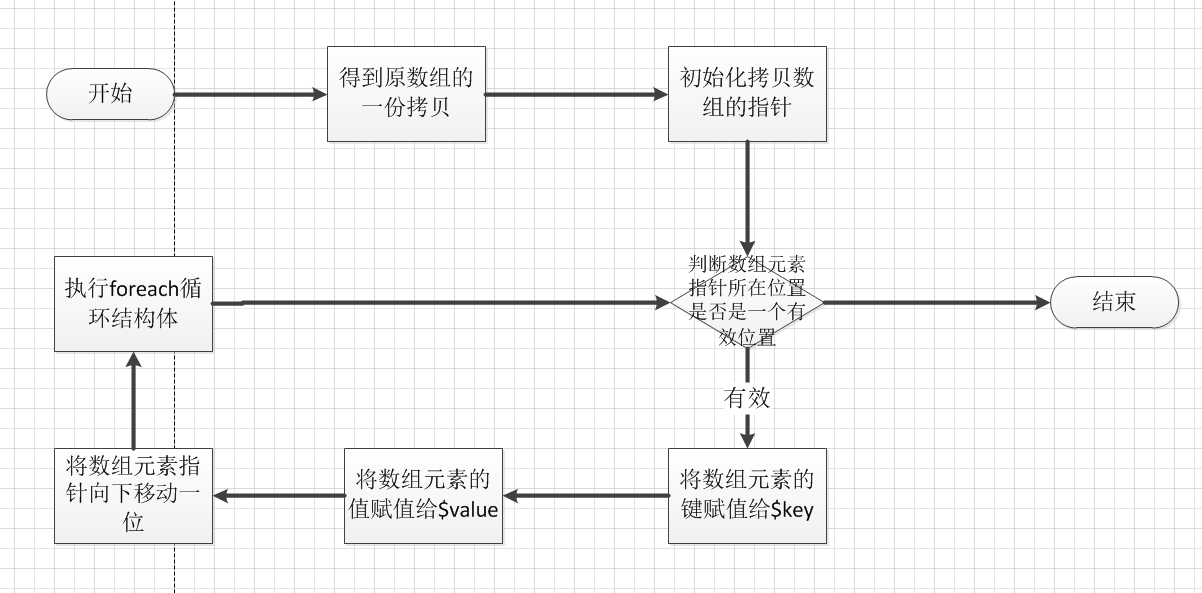 开始
得到原数组的
一份拷贝
初始化拷贝数
组的指针
执行foreach循
环结构体
判断数组元素
指针所在位置
是否是一个有
效位置
结束
有效
将数组元素指
针向下移动一
位
将数组元素的
值赋值给$value
将数组元素的
键赋值给$key